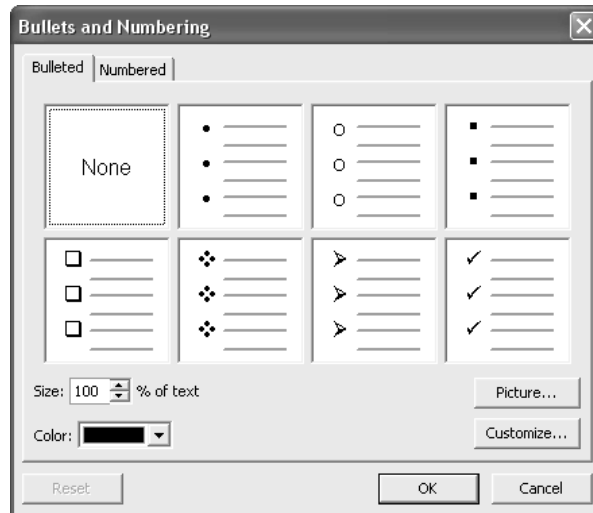 Bullets and Numbering
Bulleted Numbered
None
Size: 100 % of text
Picture...
Color:
Customize...
Reset OK Cancel